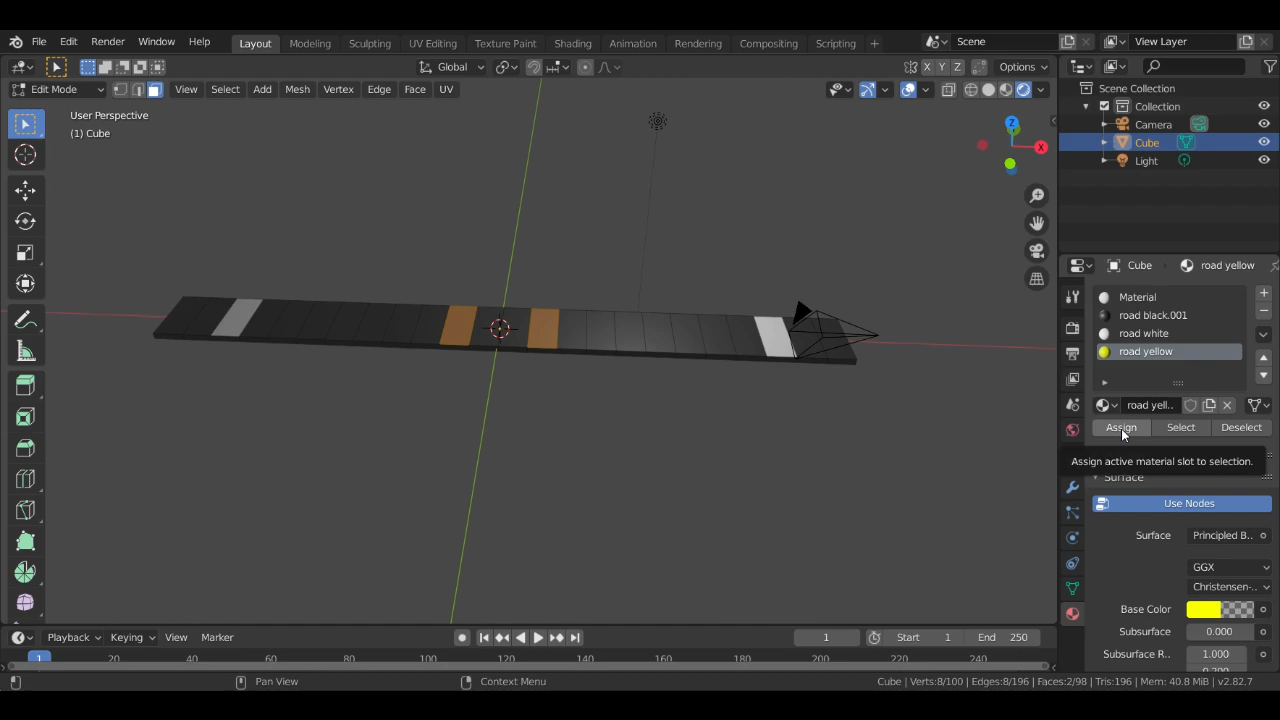 File Edit Render Window Help Layout Modeling Sculpting UV Editing Texture Paint Shading Animation Rendering Compositing Scripting + Scene View Layer
Global X Y Z Options
Edit Mode View Select Add Mesh Vertex Edge Face UV
User Perspective
(1) Cube
Z
X
Scene Collection
Collection
Camera
Cube
Light
Cube road yellow
Material
road black.001
road white
road yellow
road yell..
Assign Select Deselect
Assign active material slot to selection.
Surface
Use Nodes
Surface Principled B..
GGX
Christensen-..
Base Color
Subsurface 0.000
Subsurface R.. 1.000
0.200
Playback Keying View Marker 1 Start 1 End 250
1 20 40 60 80 100 120 140 160 180 200 220 240
Pan View Context Menu Cube | Verts:8/100 | Edges:8/196 | Faces:2/98 | Tris:196 | Mem: 40.8 MiB | v2.82.7